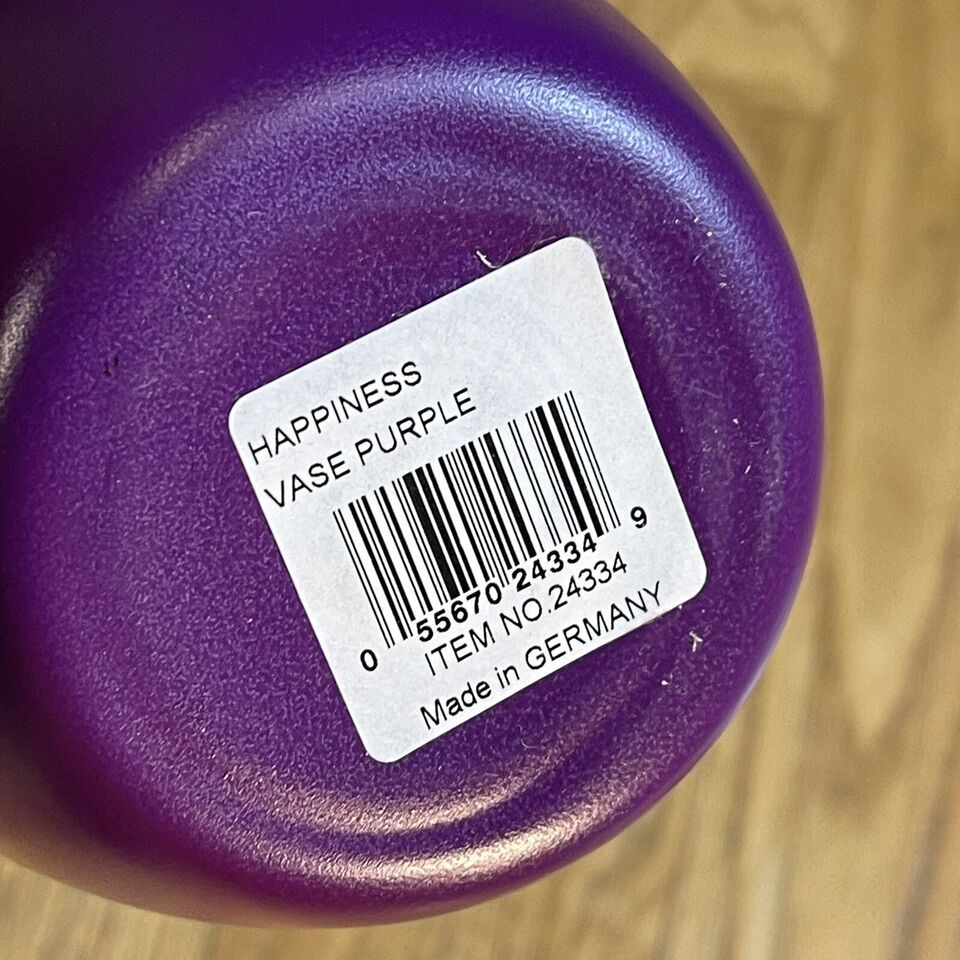 HAPPINESS
VASE PURPLE
0 55670 24334 9
ITEM NO.24334
Made in GERMANY